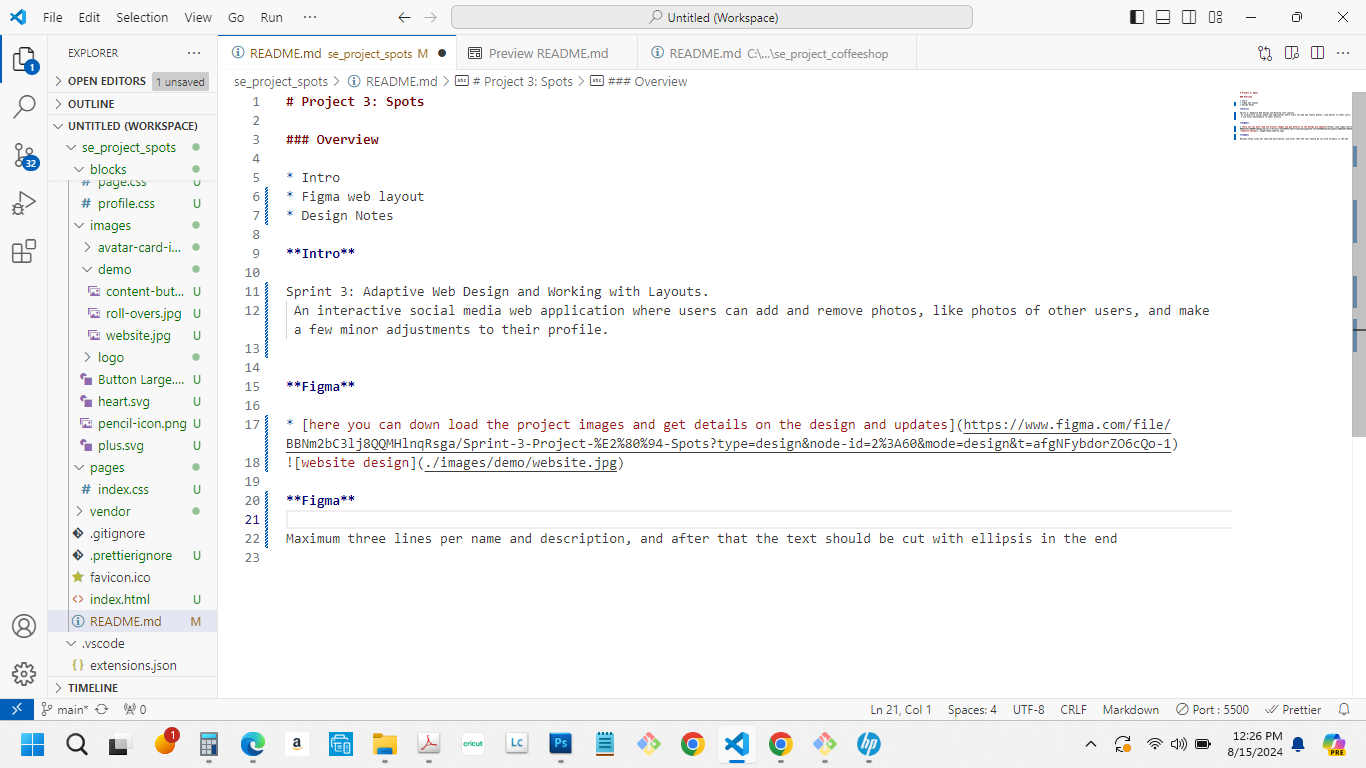 File Edit Selection View Go Run ··· Untitled (Workspace)
EXPLORER ···
OPEN EDITORS 1 unsaved
OUTLINE
UNTITLED (WORKSPACE)
se_project_spots
blocks
page.css U
profile.css U
images
avatar-card-i...
demo
content-but... U
roll-overs.jpg U
website.jpg U
logo
Button Large.... U
heart.svg U
pencil-icon.png U
plus.svg U
pages
index.css U
vendor
.gitignore
.prettierignore U
favicon.ico
index.html U
README.md M
.vscode
extensions.json
TIMELINE
1
32
README.md se_project_spots M
Preview README.md
README.md C:\...\se_project_coffeeshop
se_project_spots > README.md > # Project 3: Spots > ### Overview
1 # Project 3: Spots
2
3 ### Overview
4
5 * Intro
6 * Figma web layout
7 * Design Notes
8
9 **Intro**
10
11 Sprint 3: Adaptive Web Design and Working with Layouts.
12 An interactive social media web application where users can add and remove photos, like photos of other users, and make
a few minor adjustments to their profile.
13
14
15 **Figma**
16
17 * [here you can down load the project images and get details on the design and updates](https://www.figma.com/file/
BBNm2bC3lj8QQMHlnqRsga/Sprint-3-Project-%E2%80%94-Spots?type=design&node-id=2%3A60&mode=design&t=afgNFybdorZO6cQo-1)
18 ![website design](./images/demo/website.jpg)
19
20 **Figma**
21
22 Maximum three lines per name and description, and after that the text should be cut with ellipsis in the end
23
main* 0 Ln 21, Col 1 Spaces: 4 UTF-8 CRLF Markdown Port : 5500 Prettier
1 a cricut Lc Ps hp
12:26 PM
8/15/2024
PRE